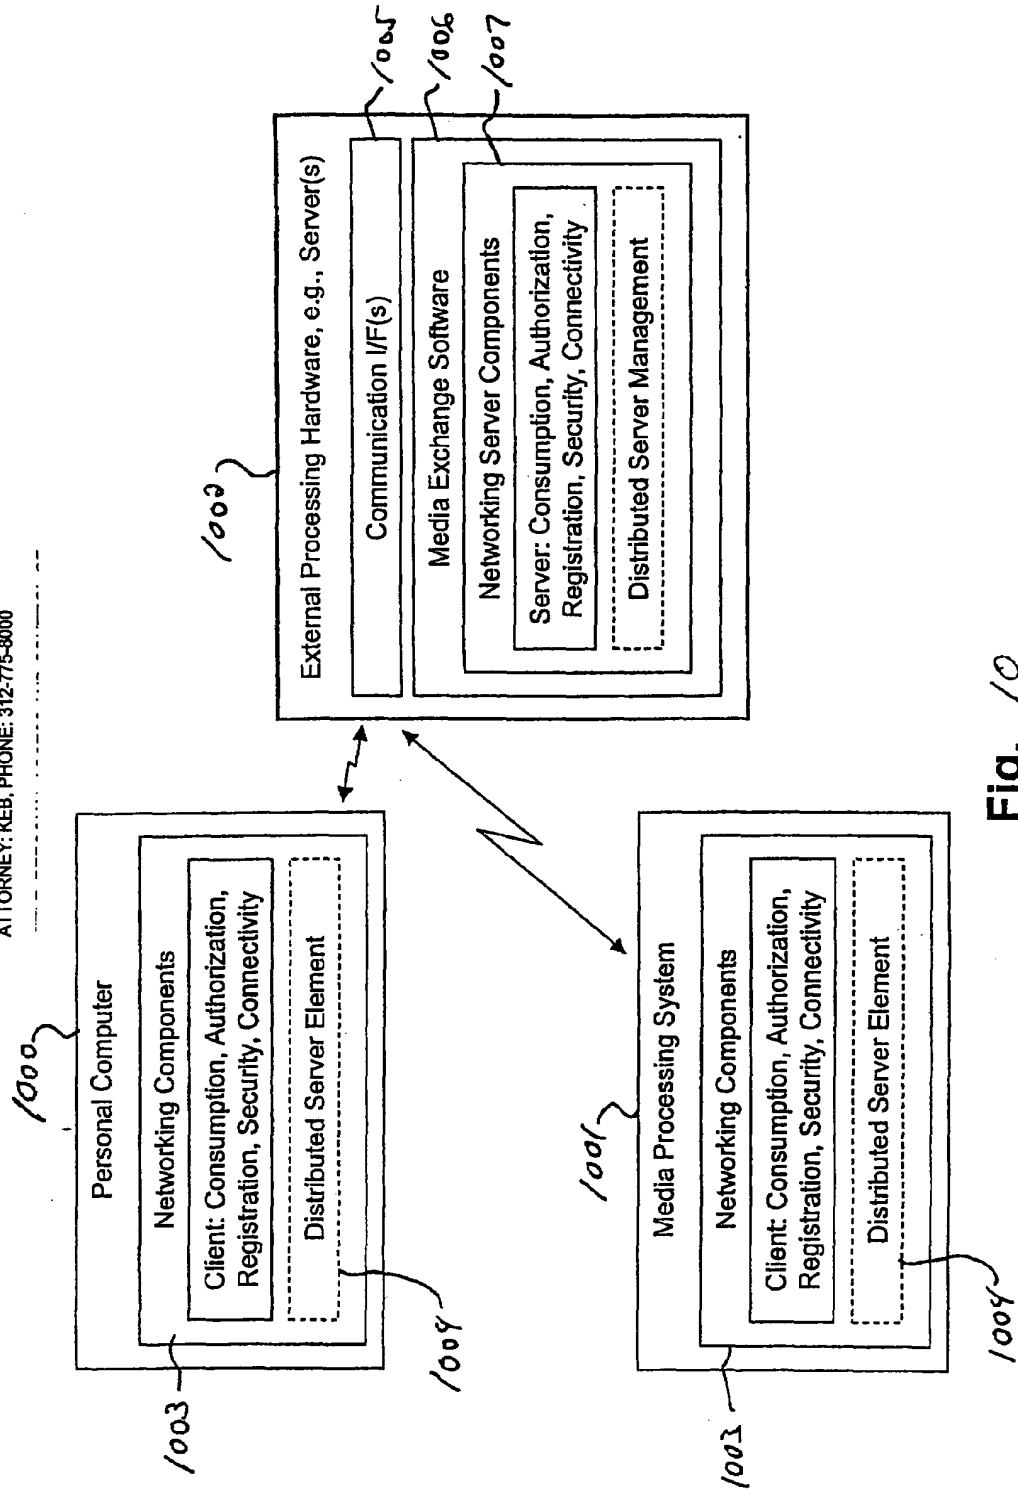 ATTORNEY: KEB, PHONE: 312-775-8000
1000
Personal Computer
Networking Components
Client: Consumption, Authorization,
Registration, Security, Connectivity
Distributed Server Element
1003
1004
1002
External Processing Hardware, e.g., Server(s)
Communication I/F(s)
Media Exchange Software
Networking Server Components
Server: Consumption, Authorization,
Registration, Security, Connectivity
Distributed Server Management
1005
1006
1007
1001
Media Processing System
Networking Components
Client: Consumption, Authorization,
Registration, Security, Connectivity
Distributed Server Element
1003
1004
Fig. 10